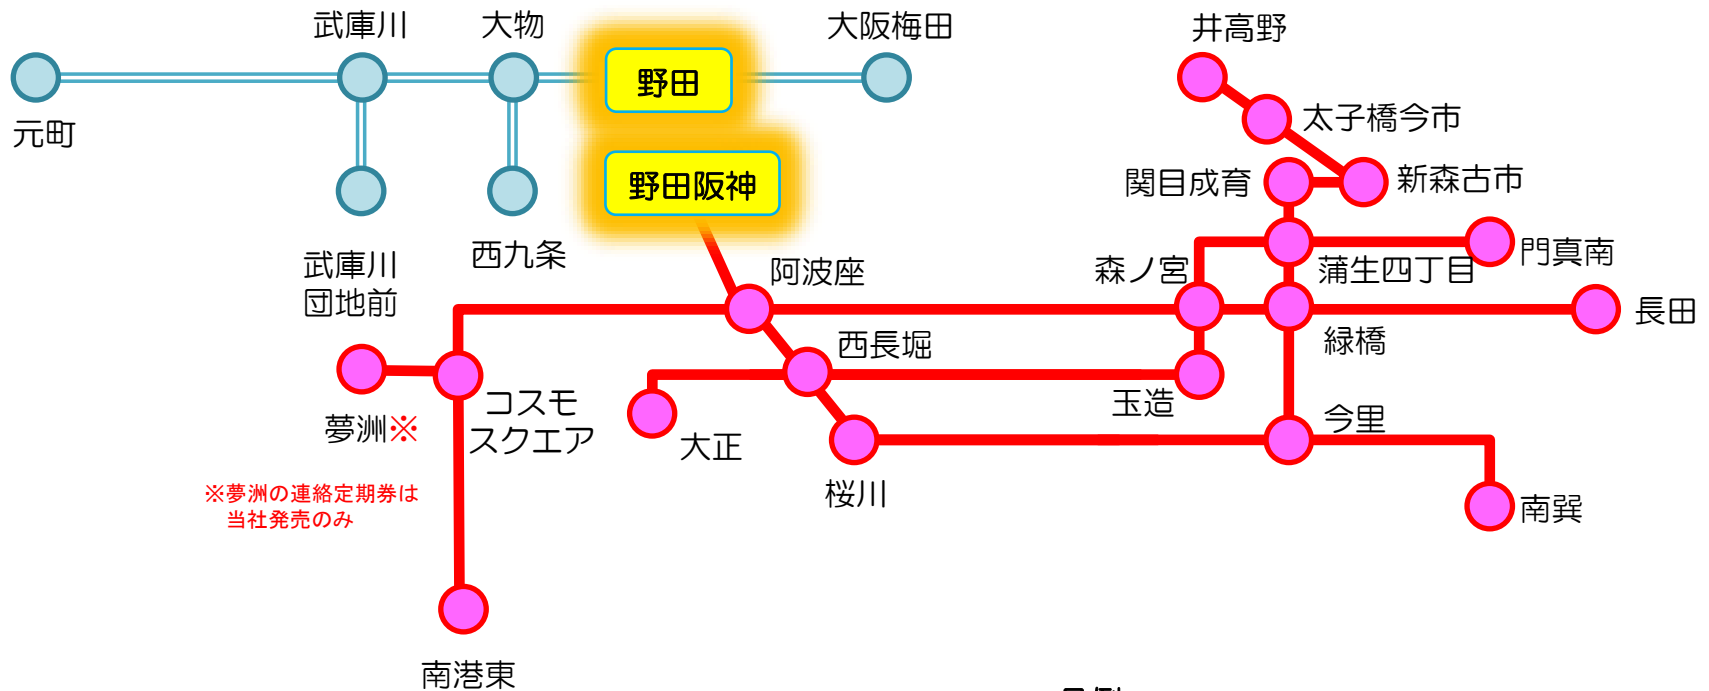 武庫川
大物
大阪梅田
井高野
野田
元町
太子橋今市
野田阪神
関目成育
新森古市
西九条
武庫川
団地前
阿波座
森ノ宮
蒲生四丁目
門真南
長田
西長堀
緑橋
コスモ
スクエア
夢洲※
大正
玉造
今里
桜川
※夢洲の連絡定期券は
当社発売のみ
南巽
南港東